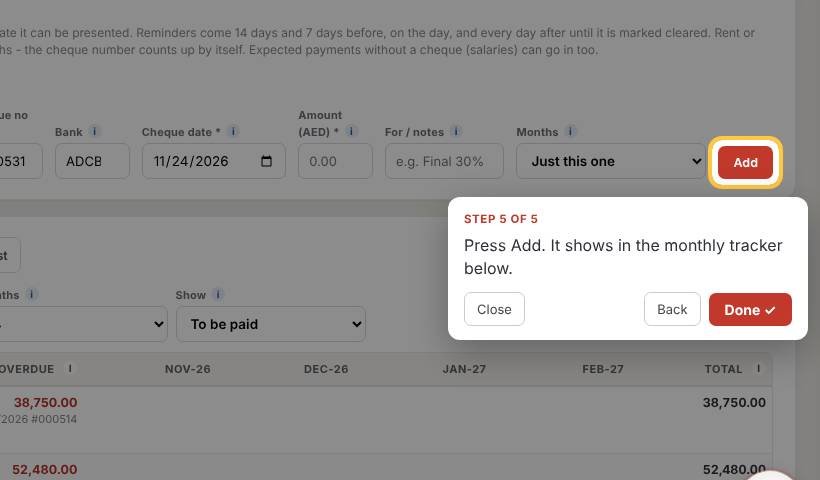 ate it can be presented. Reminders come 14 days and 7 days before, on the day, and every day after until it is marked cleared. Rent or
hs - the cheque number counts up by itself. Expected payments without a cheque (salaries) can go in too.
ue no
Bank i
Cheque date * i
Amount
(AED) * i
For / notes i
Months i
0531
ADCB
11/24/2026
0.00
e.g. Final 30%
Just this one
Add
STEP 5 OF 5
Press Add. It shows in the monthly tracker
below.
Close
Back
Done ✓
st
ths i
Show i
To be paid
OVERDUE i
NOV-26
DEC-26
JAN-27
FEB-27
TOTAL i
38,750.00
38,750.00
/2026 #000514
52,480.00
52,480.00